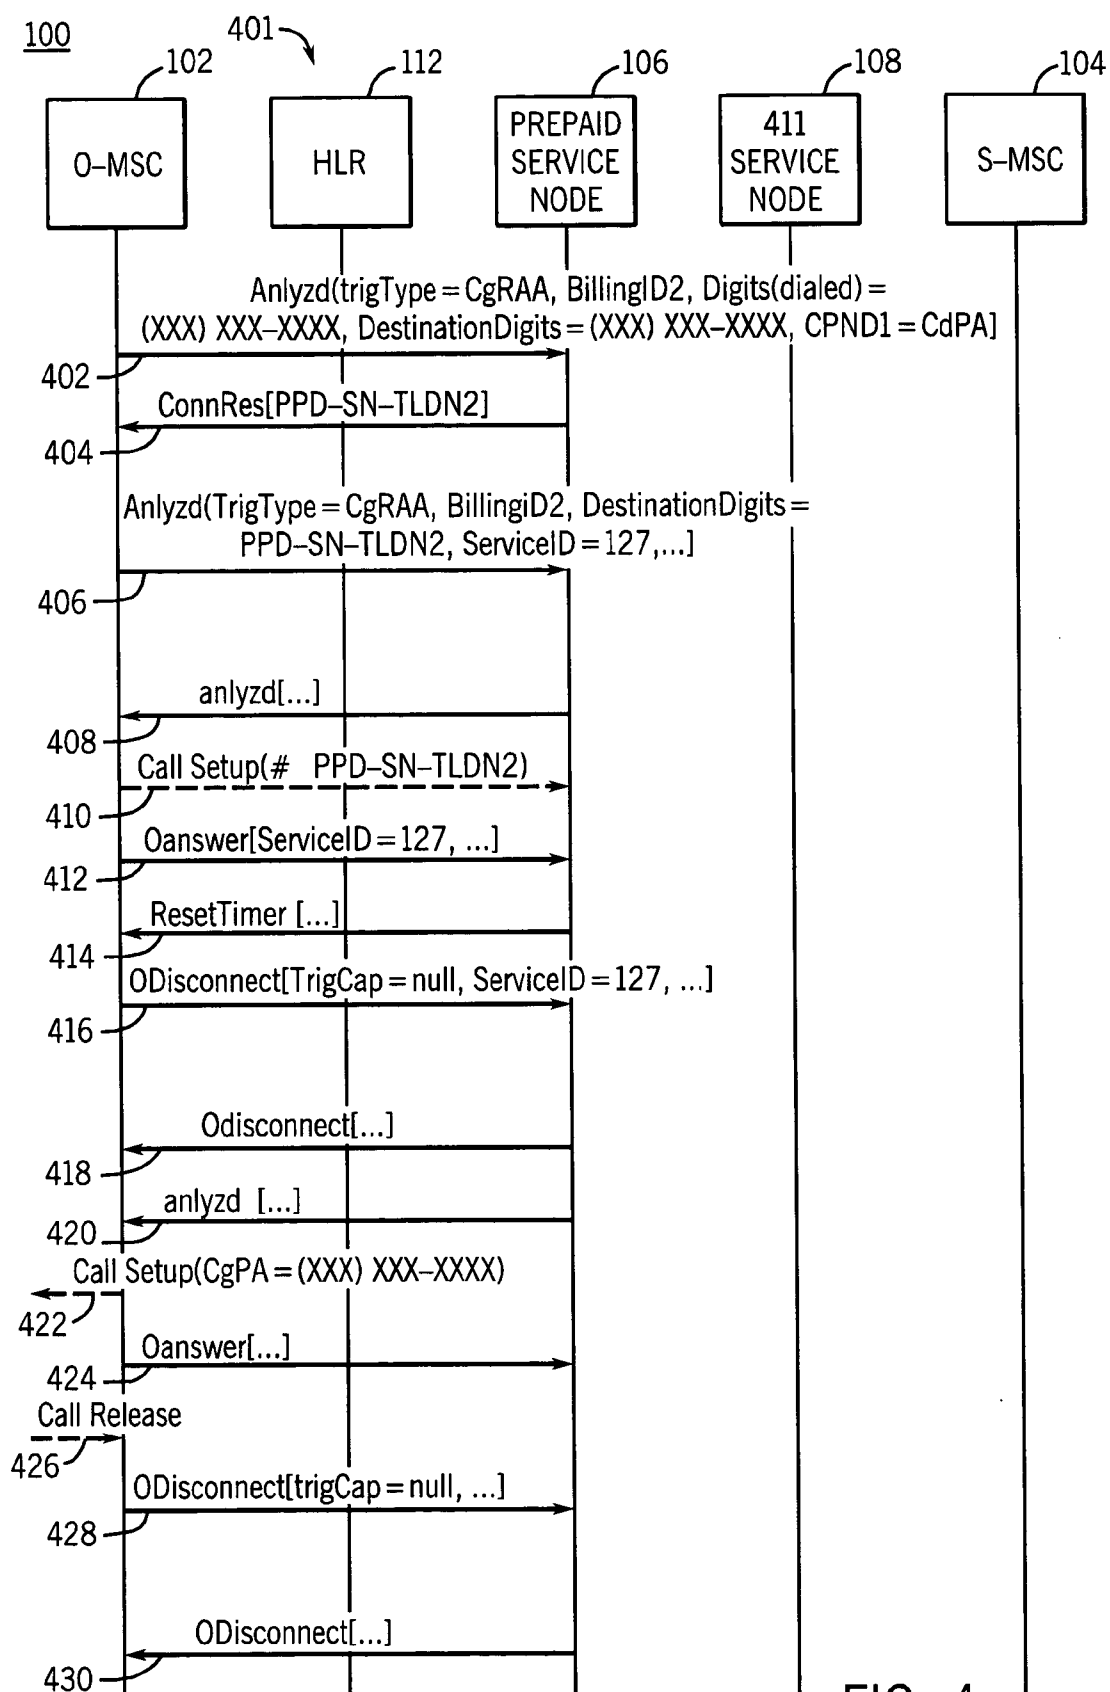 100
401
102
112
106
108
104
O–MSC
HLR
PREPAID
SERVICE
NODE
411
SERVICE
NODE
S–MSC
Anlyzd(trigType=CgRAA, BillingID2, Digits(dialed)=
(XXX) XXX–XXXX, DestinationDigits=(XXX) XXX–XXXX, CPND1=CdPA]
402
ConnRes[PPD–SN–TLDN2]
404
Anlyzd(TrigType=CgRAA, BillingiD2, DestinationDigits=
PPD–SN–TLDN2, ServiceID=127,...]
406
anlyzd[...]
408
Call Setup(# PPD–SN–TLDN2)
410
Oanswer[ServiceID=127, ...]
412
ResetTimer [...]
414
ODisconnect[TrigCap=null, ServiceID=127, ...]
416
Odisconnect[...]
418
anlyzd [...]
420
Call Setup(CgPA=(XXX) XXX–XXXX)
422
Oanswer[...]
424
Call Release
426
ODisconnect[trigCap=null, ...]
428
ODisconnect[...]
430
FIG. 4